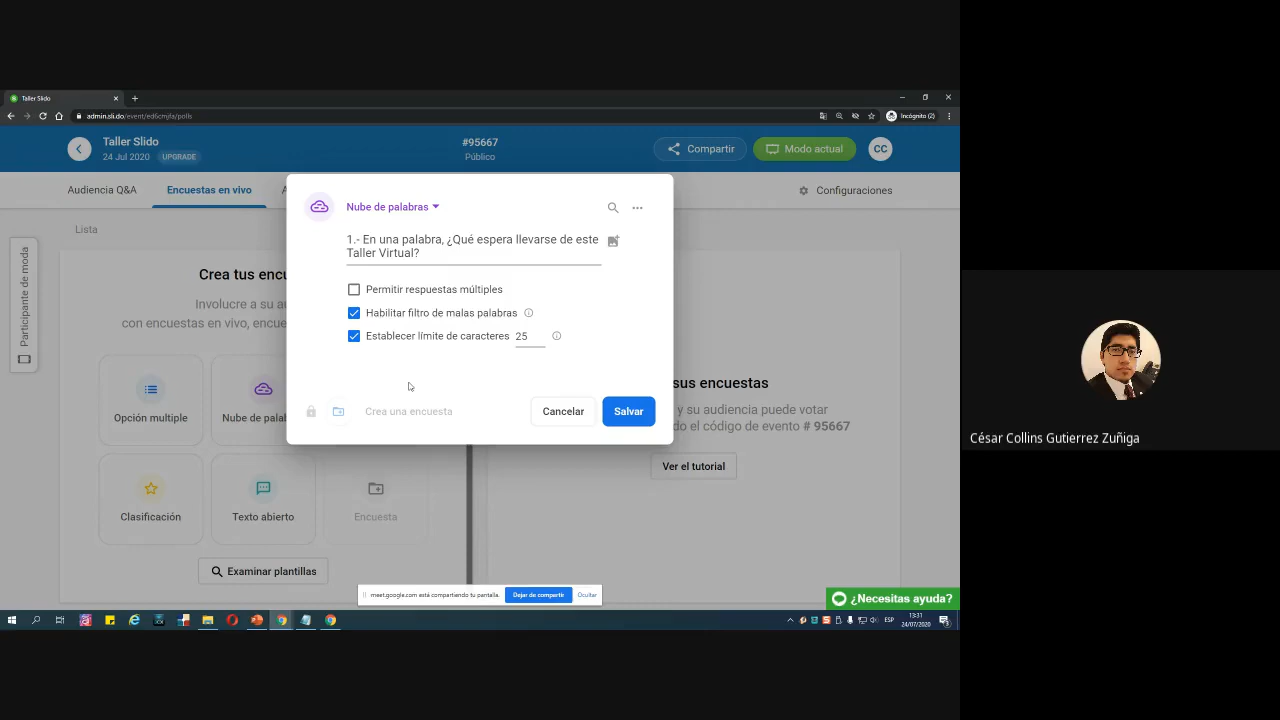 Taller Slido
admin.sli.do/event/ed6cmjfa/polls
Incógnito (2)
Taller Slido
24 Jul 2020 UPGRADE
#95667
Público
Compartir
Modo actual
CC
Audiencia Q&A
Encuestas en vivo
A
Configuraciones
Lista
Participante de moda
Crea tus encu
Involucre a su au
con encuestas en vivo, encue
Opción multiple
Nube de palab
Clasificación
Texto abierto
Encuesta
Examinar plantillas
Nube de palabras
1.- En una palabra, ¿Qué espera llevarse de este
Taller Virtual?
Permitir respuestas múltiples
Habilitar filtro de malas palabras
Establecer límite de caracteres 25
Crea una encuesta
Cancelar
Salvar
sus encuestas
y su audiencia puede votar
do el código de evento # 95667
Ver el tutorial
meet.google.com está compartiendo tu pantalla.
Dejar de compartir
Ocultar
¿Necesitas ayuda?
ESP
13:31
24/07/2020
César Collins Gutierrez Zuñiga